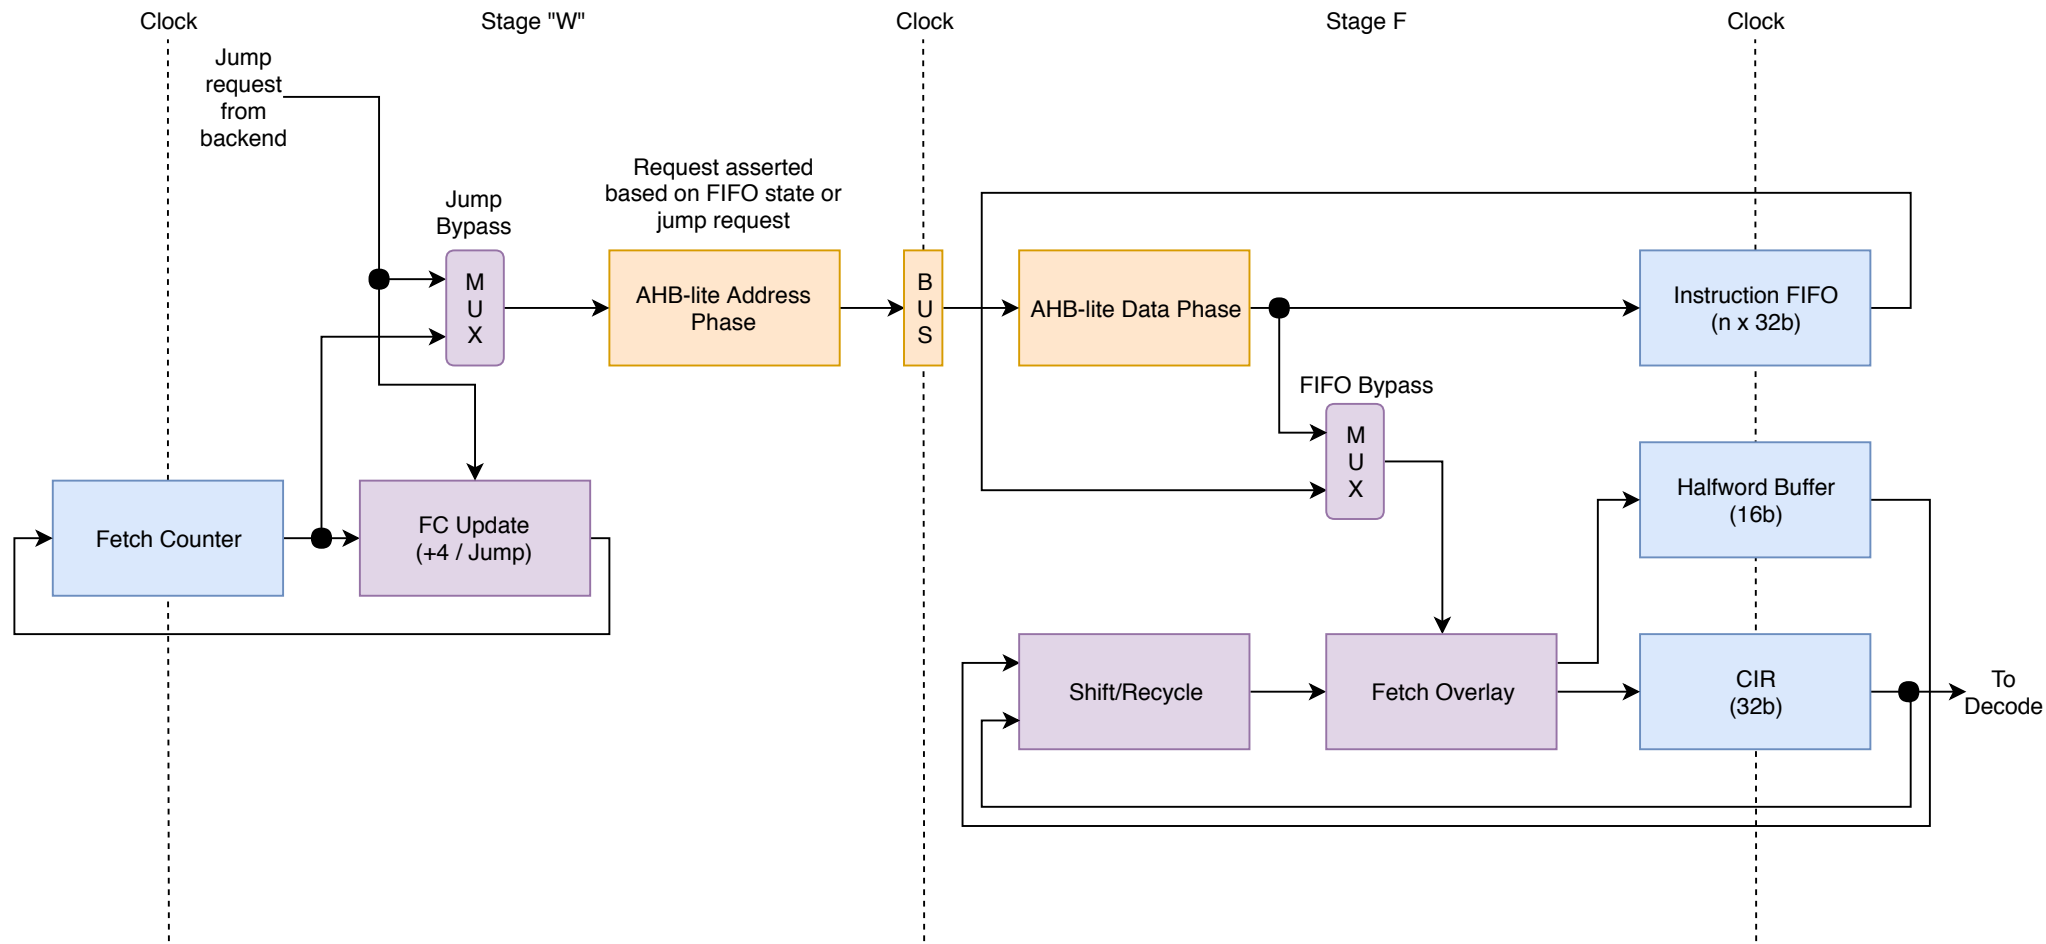 Clock
Stage "W"
Clock
Stage F
Clock
Jump
request
from
backend
Request asserted
based on FIFO state or
jump request
Jump
Bypass
M
U
X
AHB-lite Address
Phase
B
U
S
AHB-lite Data Phase
Instruction FIFO
(n x 32b)
FIFO Bypass
M
U
X
Halfword Buffer
(16b)
Fetch Counter
FC Update
(+4 / Jump)
Shift/Recycle
Fetch Overlay
CIR
(32b)
To
Decode